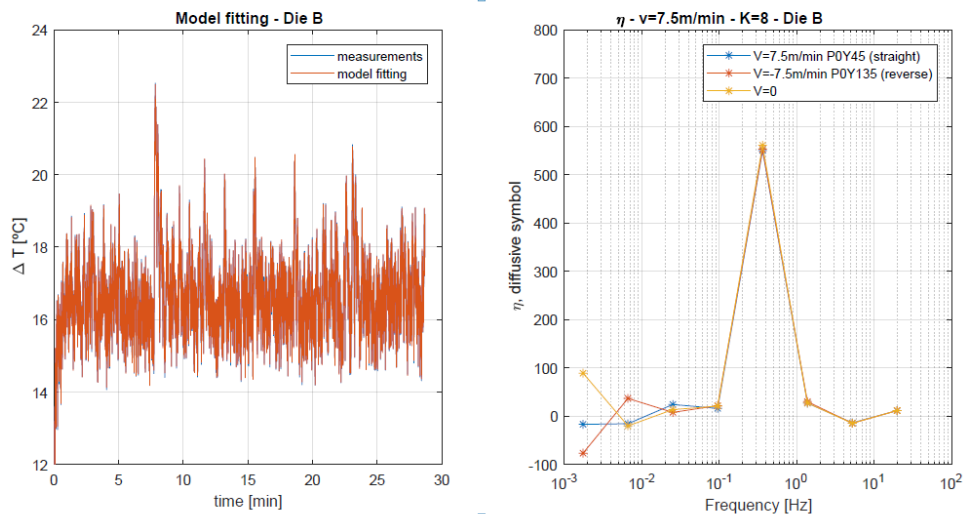 Model fitting - Die B
24
22
20
18
16
14
12
Δ T [ºC]
measurements
model fitting
0
5
10
15
20
25
30
time [min]
η - v=7.5m/min - K=8 - Die B
800
700
600
500
400
300
200
100
0
-100
η, diffusive symbol
V=7.5m/min P0Y45 (straight)
V=-7.5m/min P0Y135 (reverse)
V=0
10⁻³
10⁻²
10⁻¹
10⁰
10¹
10²
Frequency [Hz]